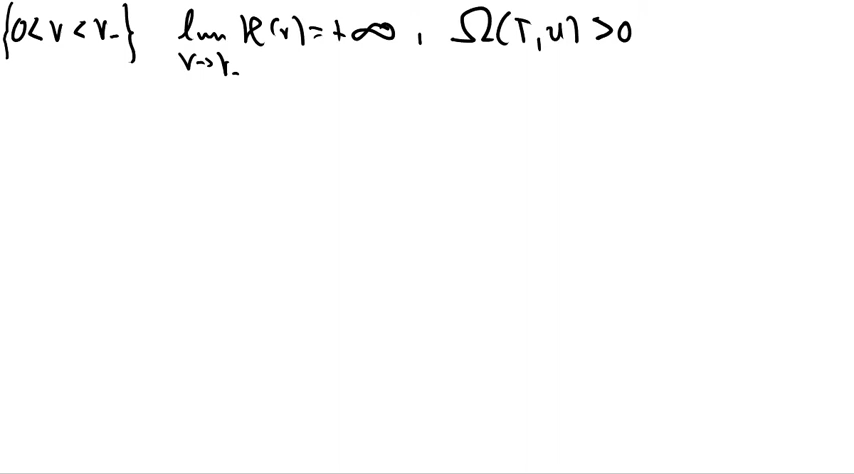 {0<r<r₋}  lim R(r) = +∞ , Ω(T,u) >0
r→r₋